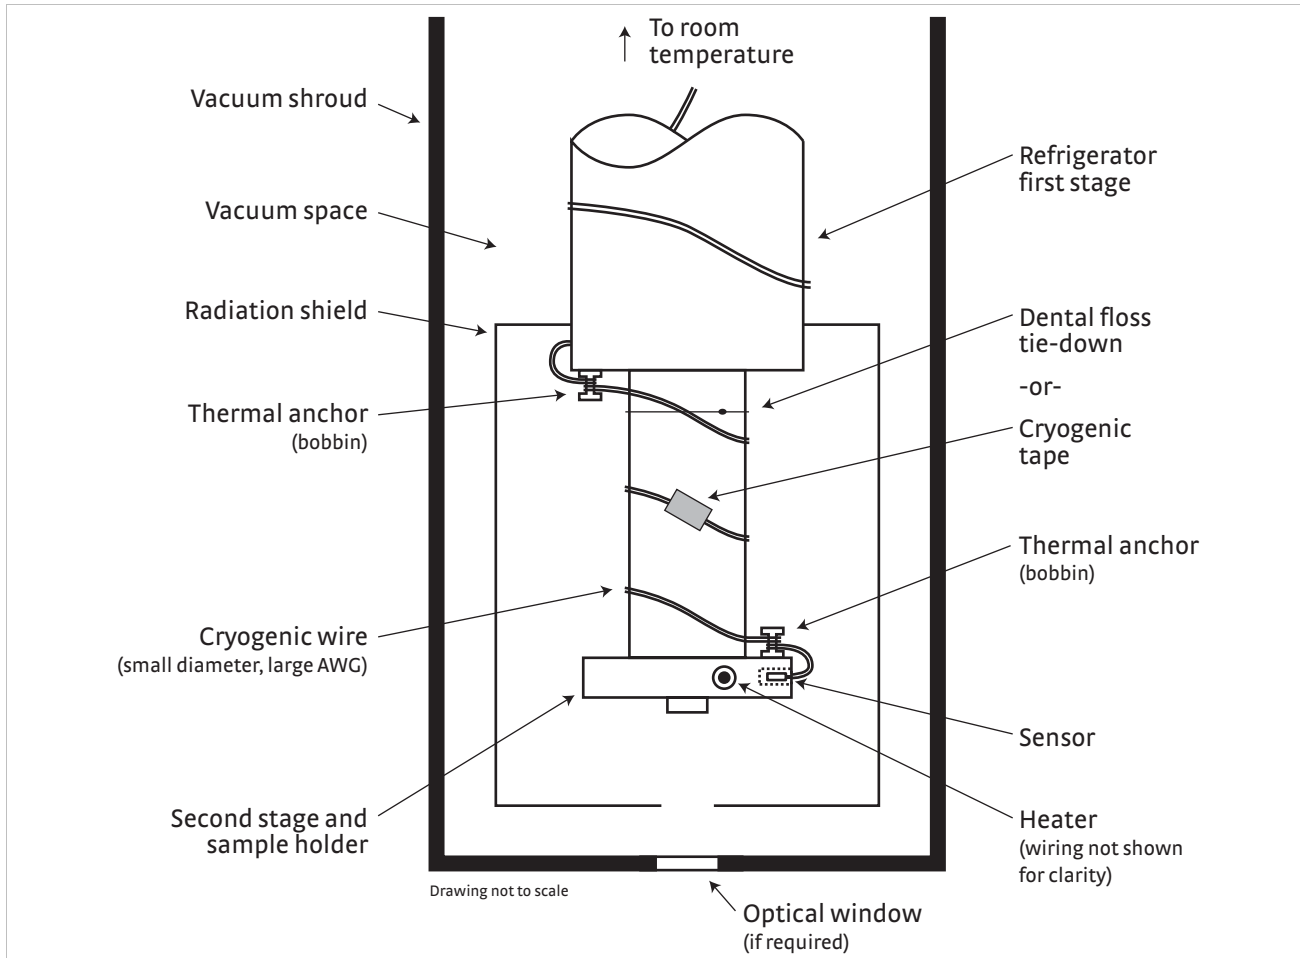 To room
temperature
Vacuum shroud
Vacuum space
Radiation shield
Thermal anchor
(bobbin)
Cryogenic wire
(small diameter, large AWG)
Second stage and
sample holder
Refrigerator
first stage
Dental floss
tie-down
-or-
Cryogenic
tape
Thermal anchor
(bobbin)
Sensor
Heater
(wiring not shown
for clarity)
Drawing not to scale
Optical window
(if required)